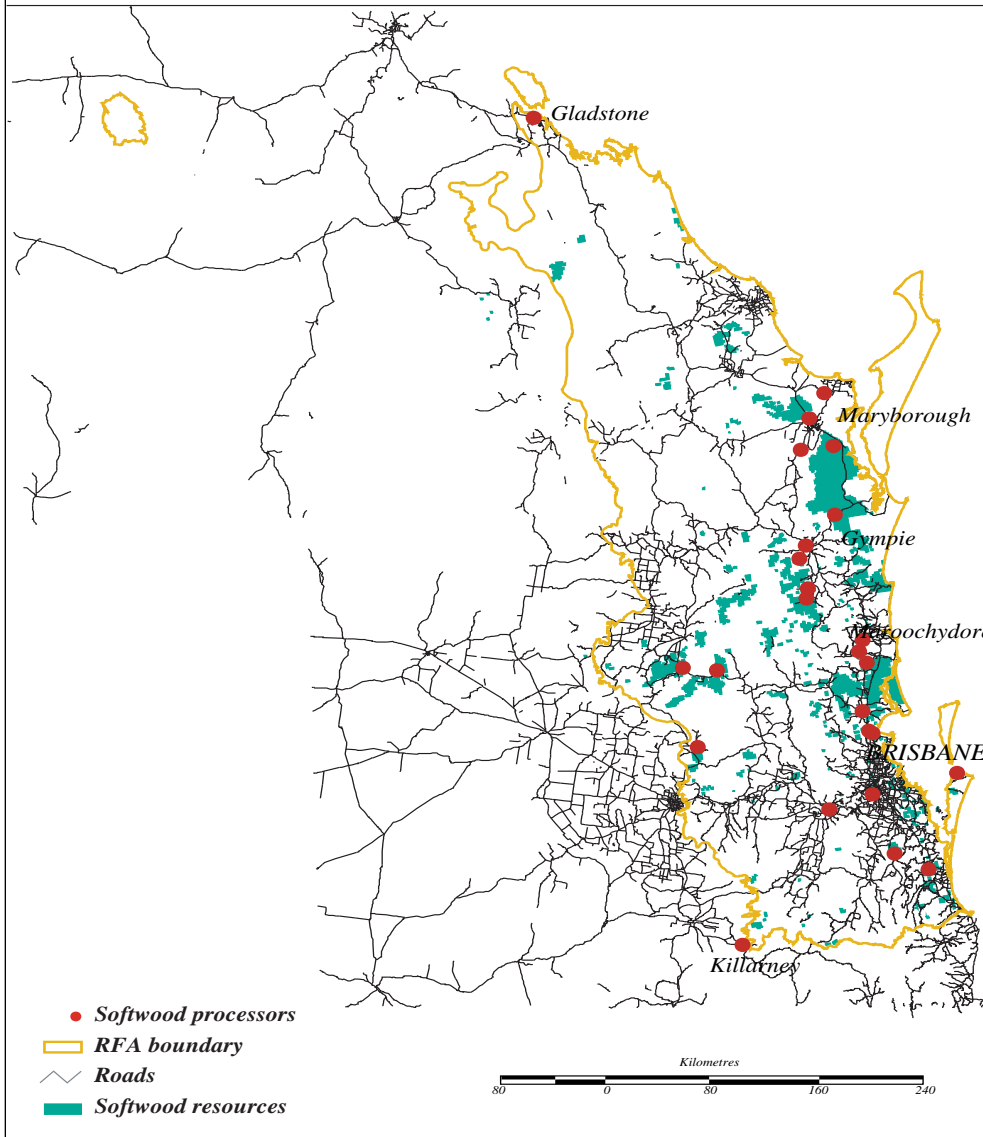 Gladstone
Maryborough
Gympie
Maroochydore
BRISBANE
Killarney
Softwood processors
RFA boundary
Roads
Softwood resources
Kilometres
80 0 80 160 240